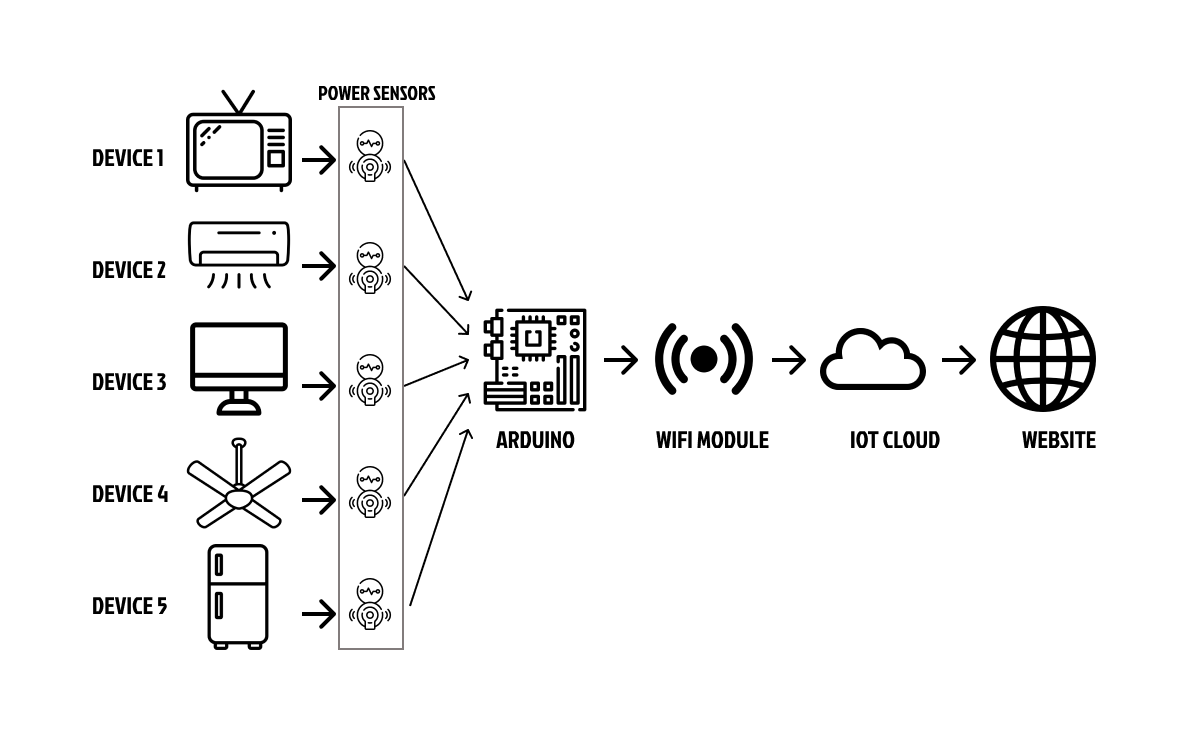 POWER SENSORS
DEVICE 1
DEVICE 2
DEVICE 3
DEVICE 4
DEVICE 5
ARDUINO
WIFI MODULE
IOT CLOUD
WEBSITE